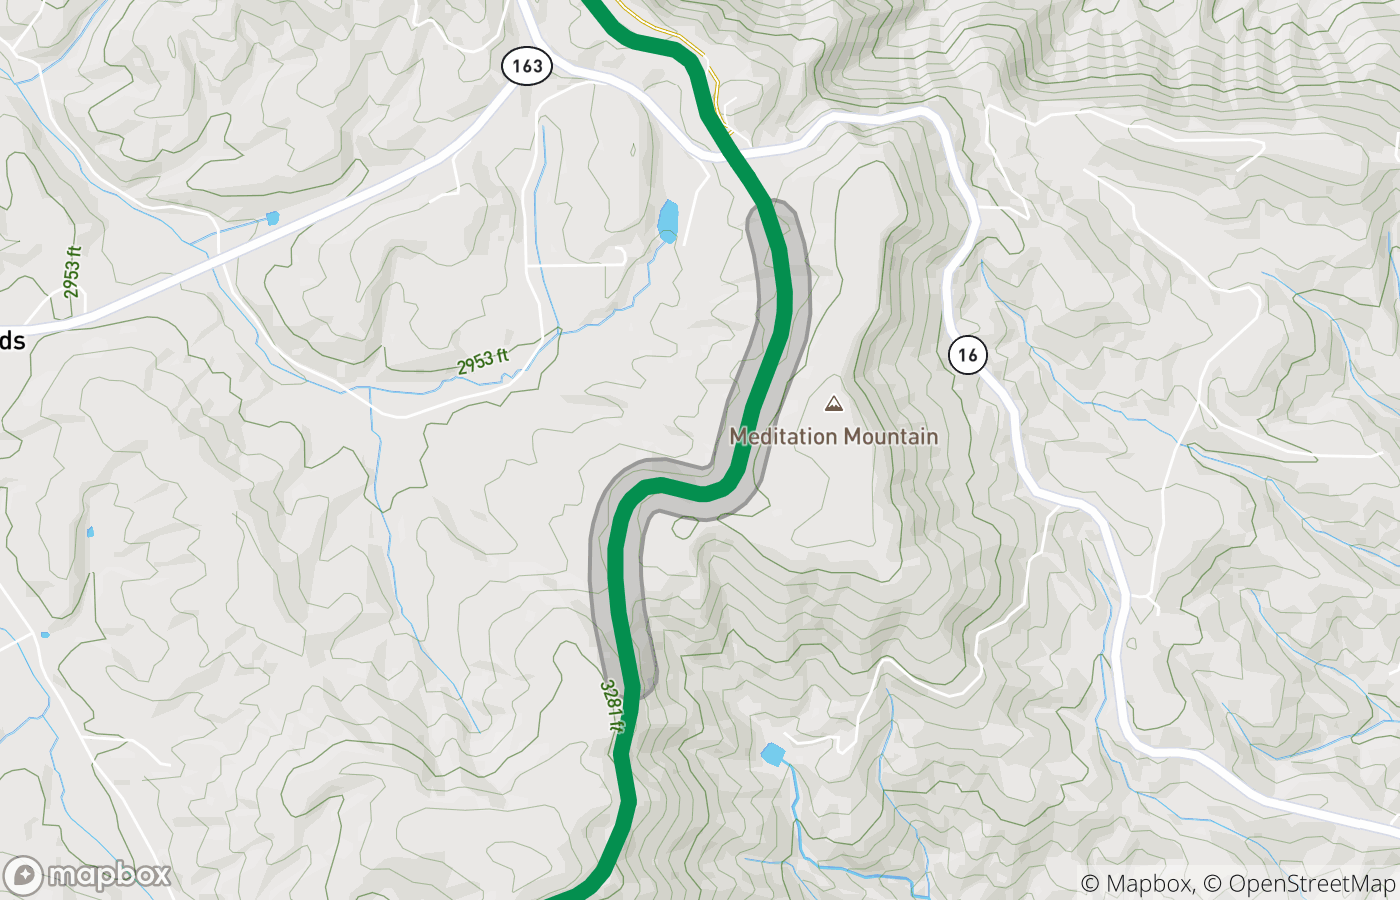 163
2953 ft
ds
2953 ft
16
Meditation Mountain
3281 ft
mapbox
© Mapbox, © OpenStreetMap